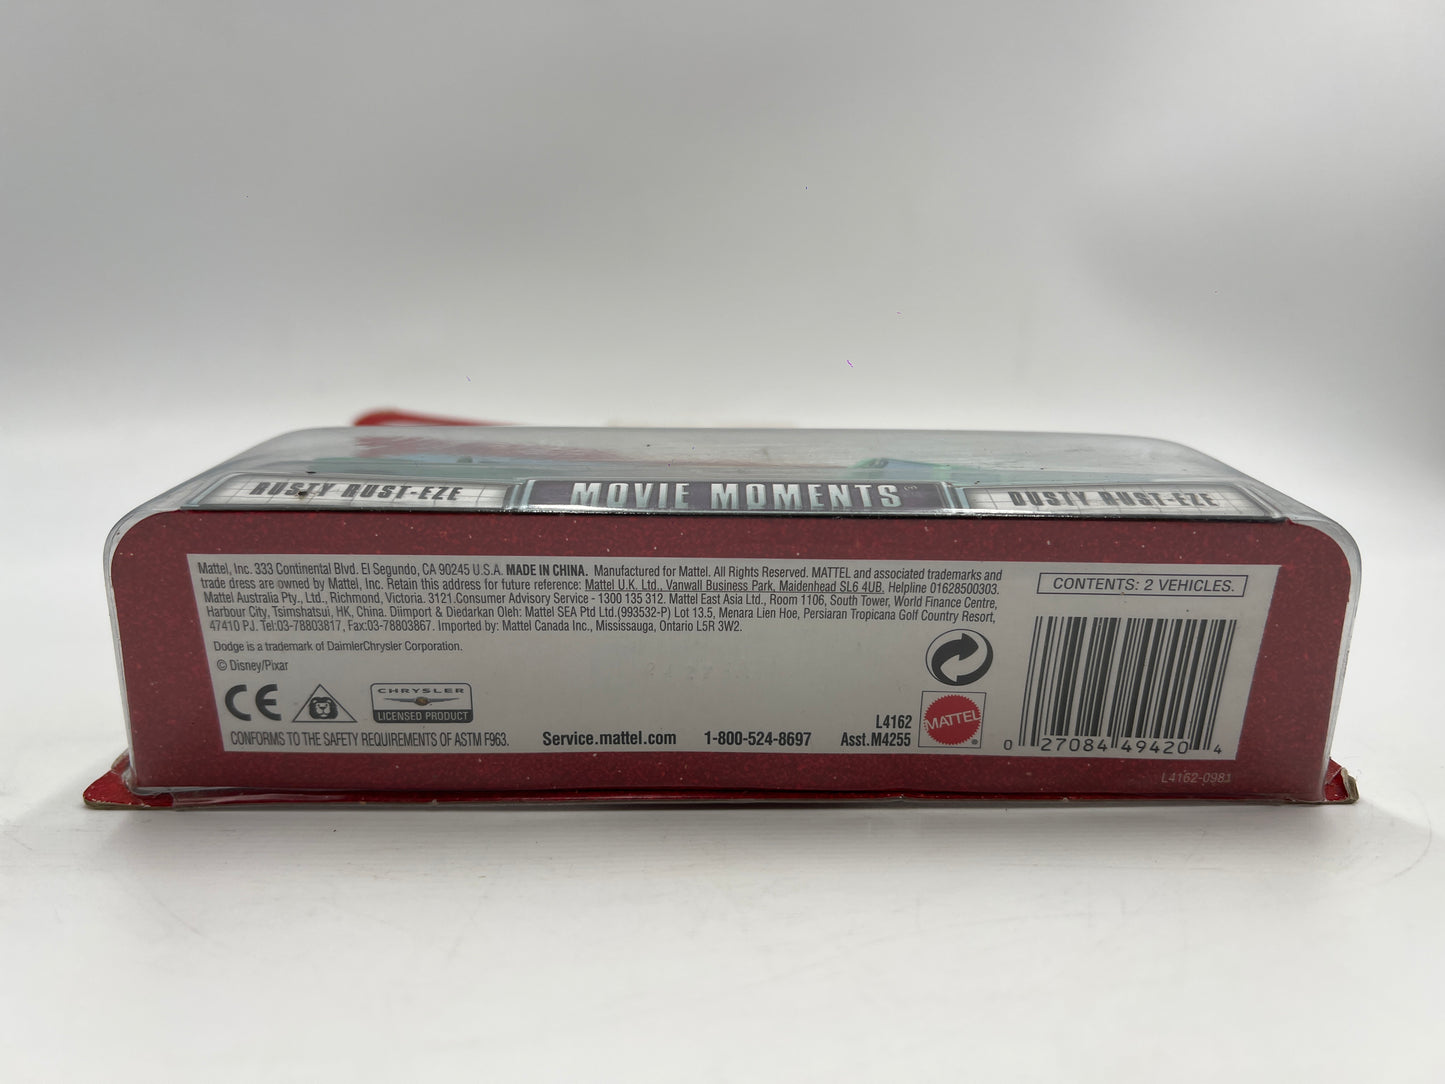 RUSTY RUST-EZE
MOVIE MOMENTS
DUSTY RUST-EZE
Mattel, Inc. 333 Continental Blvd. El Segundo, CA 90245 U.S.A. MADE IN CHINA. Manufactured for Mattel. All Rights Reserved. MATTEL and associated trademarks and
trade dress are owned by Mattel, Inc. Retain this address for future reference: Mattel U.K. Ltd., Vanwall Business Park, Maidenhead SL6 4UB. Helpline 01628500303.
Mattel Australia Pty., Ltd., Richmond, Victoria. 3121.Consumer Advisory Service - 1300 135 312. Mattel East Asia Ltd., Room 1106, South Tower, World Finance Centre,
Harbour City, Tsimshatsui, HK, China. Diimport & Diedarkan Oleh: Mattel SEA Ptd Ltd.(993532-P) Lot 13.5, Menara Lien Hoe, Persiaran Tropicana Golf Country Resort,
47410 PJ. Tel:03-78803817, Fax:03-78803867. Imported by: Mattel Canada Inc., Mississauga, Ontario L5R 3W2.
Dodge is a trademark of DaimlerChrysler Corporation.
© Disney/Pixar
CE
CHRYSLER
LICENSED PRODUCT
CONFORMS TO THE SAFETY REQUIREMENTS OF ASTM F963.
Service.mattel.com
1-800-524-8697
L4162
Asst.M4255
MATTEL
CONTENTS: 2 VEHICLES.
0 27084 49420 4
L4162-0981